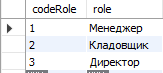 codeRole role
1 Менеджер
2 Кладовщик
3 Директор